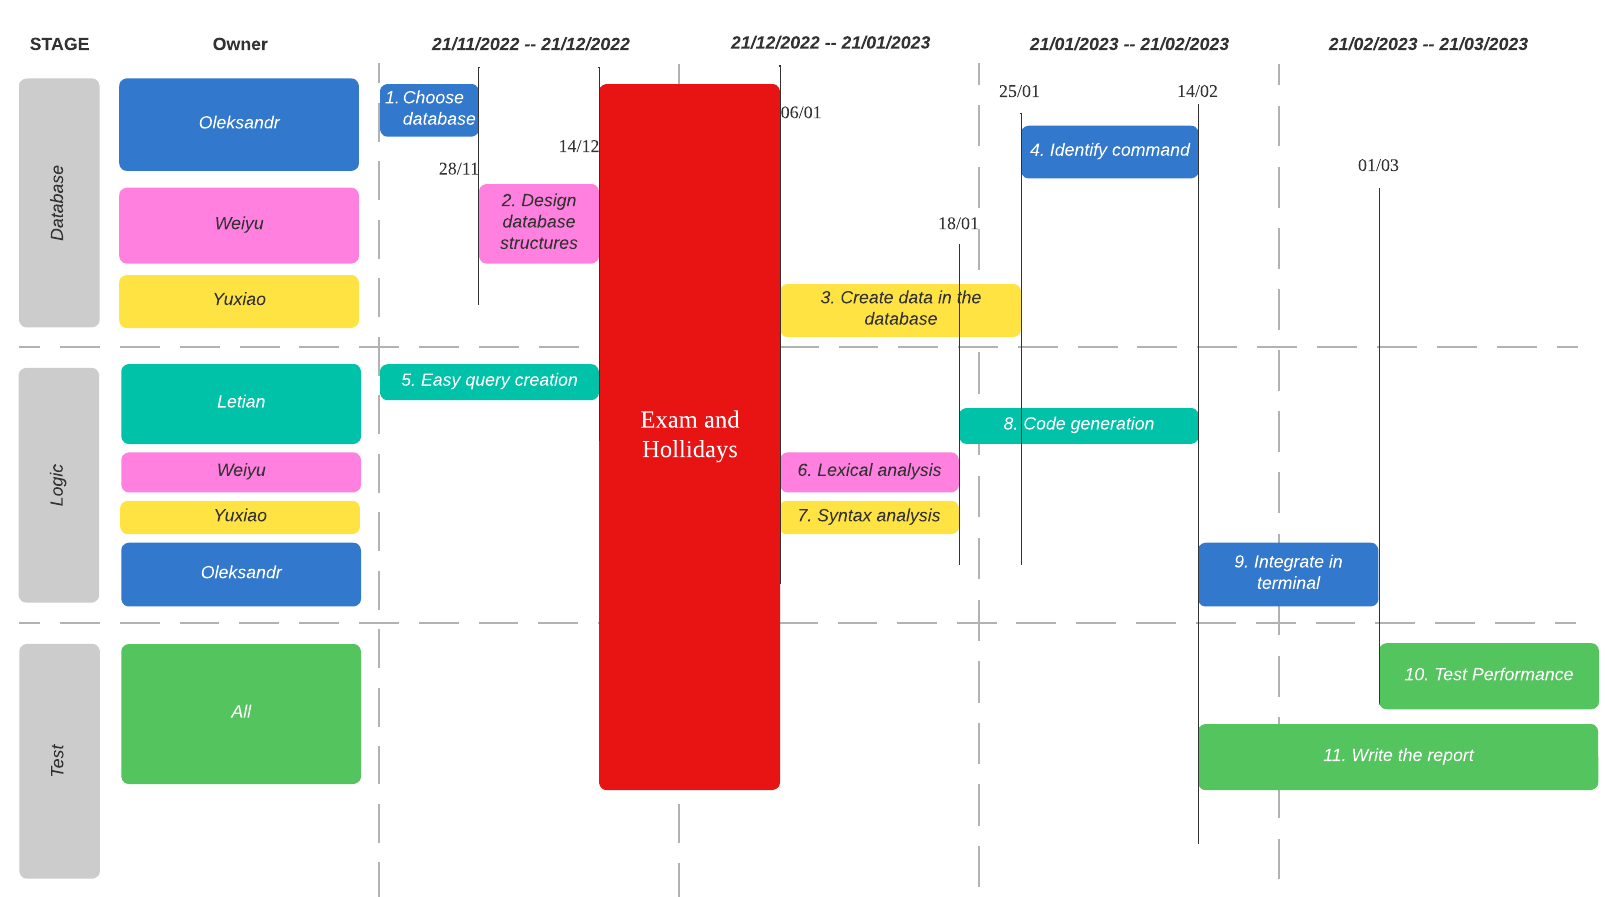 STAGE
Owner
21/11/2022 -- 21/12/2022
21/12/2022 -- 21/01/2023
21/01/2023 -- 21/02/2023
21/02/2023 -- 21/03/2023
Database
Oleksandr
Weiyu
Yuxiao
1. Choose
database
28/11
14/12
2. Design
database
structures
06/01
18/01
3. Create data in the
database
25/01
14/02
4. Identify command
01/03
Exam and
Hollidays
Logic
Letian
Weiyu
Yuxiao
Oleksandr
5. Easy query creation
8. Code generation
6. Lexical analysis
7. Syntax analysis
9. Integrate in
terminal
Test
All
10. Test Performance
11. Write the report